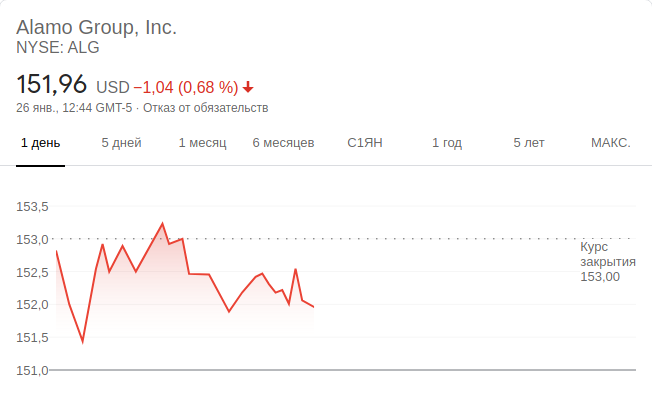 Alamo Group, Inc.
NYSE: ALG
151,96 USD −1,04 (0,68 %)
26 янв., 12:44 GMT-5 · Отказ от обязательств
1 день 5 дней 1 месяц 6 месяцев С1ЯН 1 год 5 лет МАКС.
153,5
153,0
Курс
закрытия
152,5
153,00
152,0
151,5
151,0